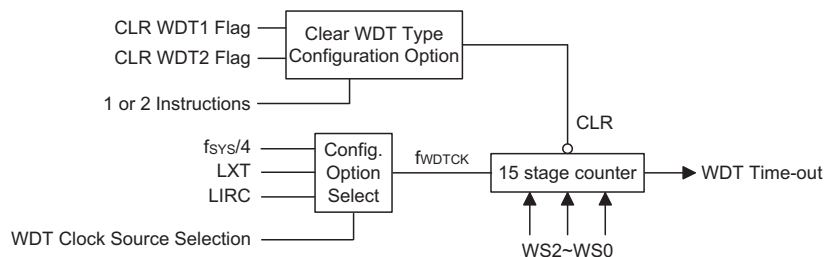 CLR WDT1 Flag
CLR WDT2 Flag
1 or 2 Instructions
Clear WDT Type
Configuration Option
CLR
fSYS/4
LXT
LIRC
WDT Clock Source Selection
Config.
Option
Select
fWDTCK
15 stage counter
WDT Time-out
WS2~WS0